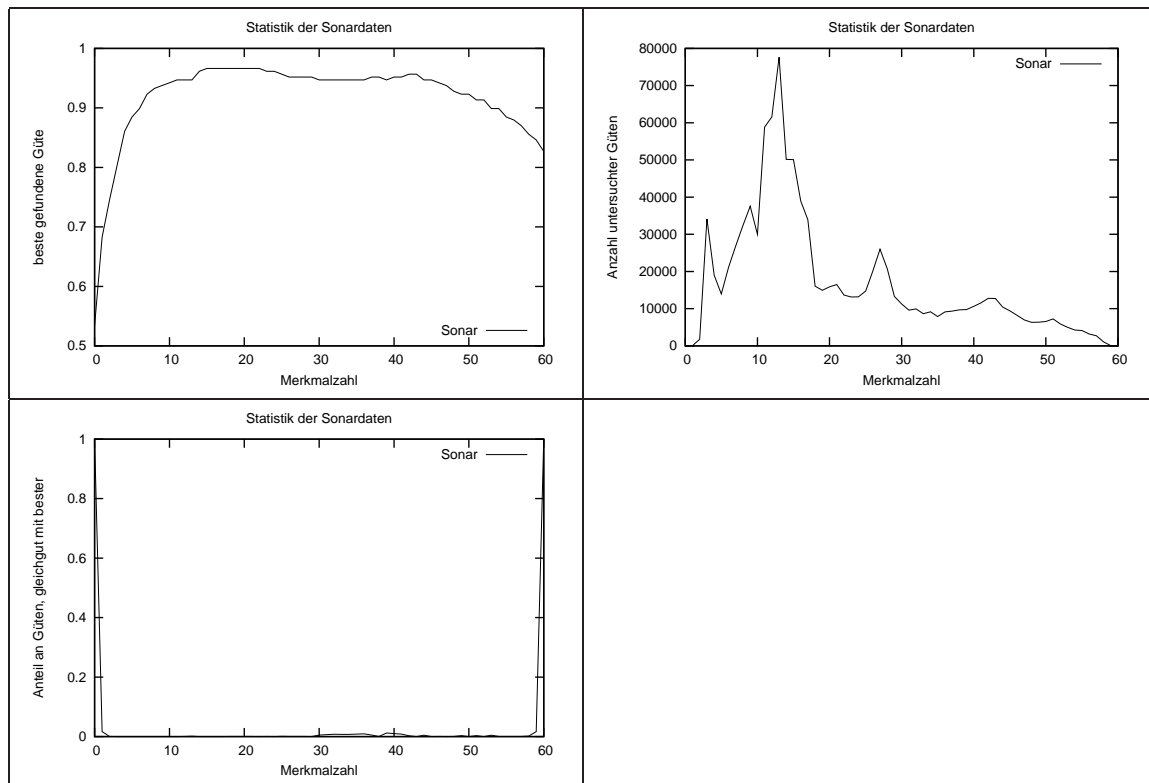 Statistik der Sonardaten
beste gefundene Güte
1
0.9
0.8
0.7
0.6
0.5
Sonar
0 10 20 30 40 50 60
Merkmalzahl
Statistik der Sonardaten
Anzahl untersuchter Güten
80000
70000
60000
50000
40000
30000
20000
10000
0
Sonar
0 10 20 30 40 50 60
Merkmalzahl
Statistik der Sonardaten
Anteil an Güten, gleichgut mit bester
1
0.8
0.6
0.4
0.2
0
Sonar
0 10 20 30 40 50 60
Merkmalzahl